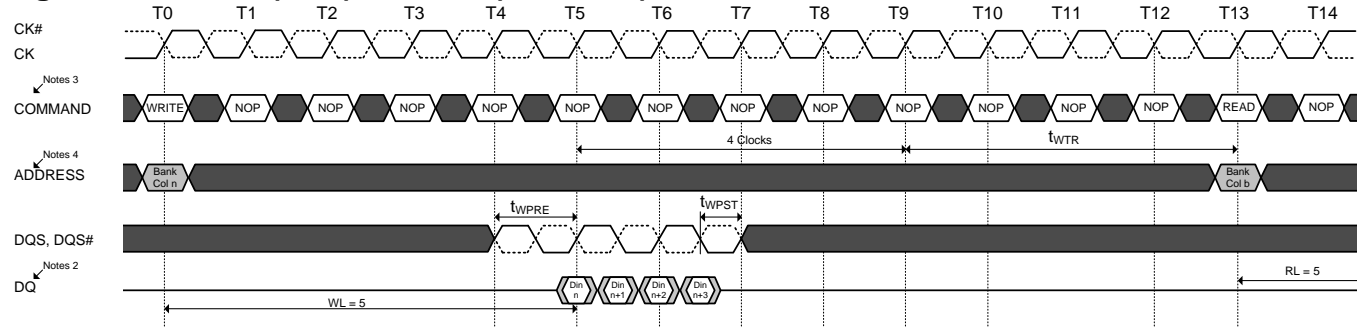 T0 T1 T2 T3 T4 T5 T6 T7 T8 T9 T10 T11 T12 T13 T14
CK#
CK
Notes 3
COMMAND WRITE NOP NOP NOP NOP NOP NOP NOP NOP NOP NOP NOP NOP READ NOP
4 Clocks tWTR
Notes 4
ADDRESS Bank Col n Bank Col b
tWPRE tWPST
DQS, DQS#
Notes 2
DQ Din n Din n+1 Din n+2 Din n+3
WL = 5 RL = 5